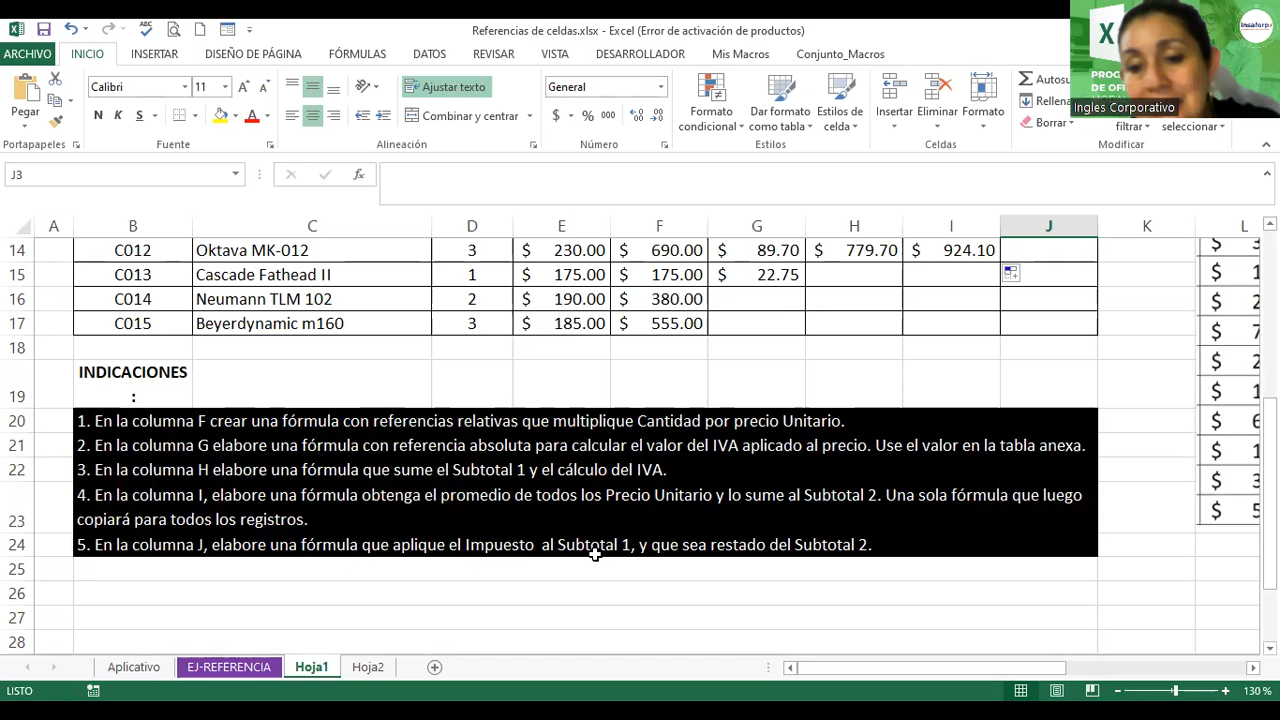 Referencias de celdas.xlsx - Excel (Error de activación de productos)
ARCHIVO INICIO INSERTAR DISEÑO DE PÁGINA FÓRMULAS DATOS REVISAR VISTA DESARROLLADOR Mis Macros Conjunto_Macros
Insaforp
Ingles Corporativo
Calibri 11 Ajustar texto General
Pegar N K S A Combinar y centrar $ % 000
Formato condicional Dar formato como tabla Estilos de celda Insertar Eliminar Formato
Borrar filtrar seleccionar
Portapapeles Fuente Alineación Número Estilos Celdas Modificar
J3 fx
A B C D E F G H I J K L
14 C012 Oktava MK-012 3 $ 230.00 $ 690.00 $ 89.70 $ 779.70 $ 924.10
15 C013 Cascade Fathead II 1 $ 175.00 $ 175.00 $ 22.75
16 C014 Neumann TLM 102 2 $ 190.00 $ 380.00
17 C015 Beyerdynamic m160 3 $ 185.00 $ 555.00
18
19 INDICACIONES :
20 1. En la columna F crear una fórmula con referencias relativas que multiplique Cantidad por precio Unitario.
21 2. En la columna G elabore una fórmula con referencia absoluta para calcular el valor del IVA aplicado al precio. Use el valor en la tabla anexa.
22 3. En la columna H elabore una fórmula que sume el Subtotal 1 y el cálculo del IVA.
4. En la columna I, elabore una fórmula obtenga el promedio de todos los Precio Unitario y lo sume al Subtotal 2. Una sola fórmula que luego
23 copiará para todos los registros.
24 5. En la columna J, elabore una fórmula que aplique el Impuesto  al Subtotal 1, y que sea restado del Subtotal 2.
25
26
27
28
Aplicativo EJ-REFERENCIA Hoja1 Hoja2
LISTO 130 %